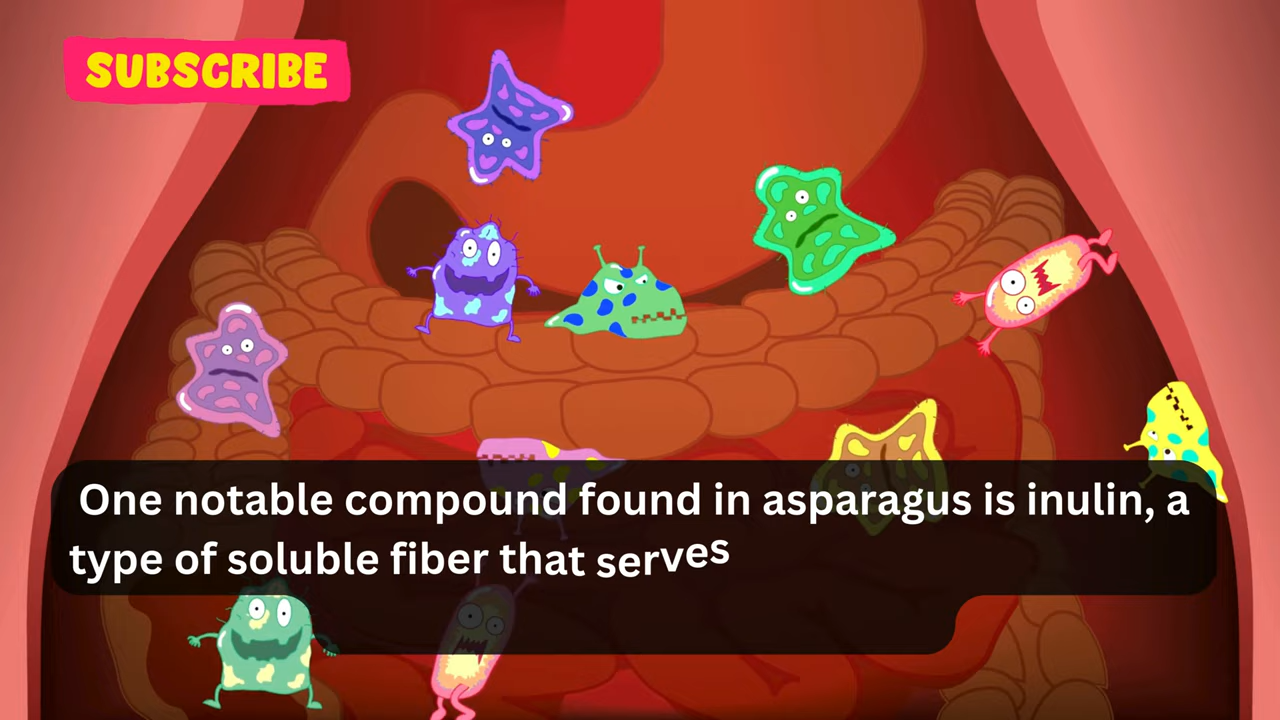 SUBSCRIBE
One notable compound found in asparagus is inulin, a
type of soluble fiber that serves